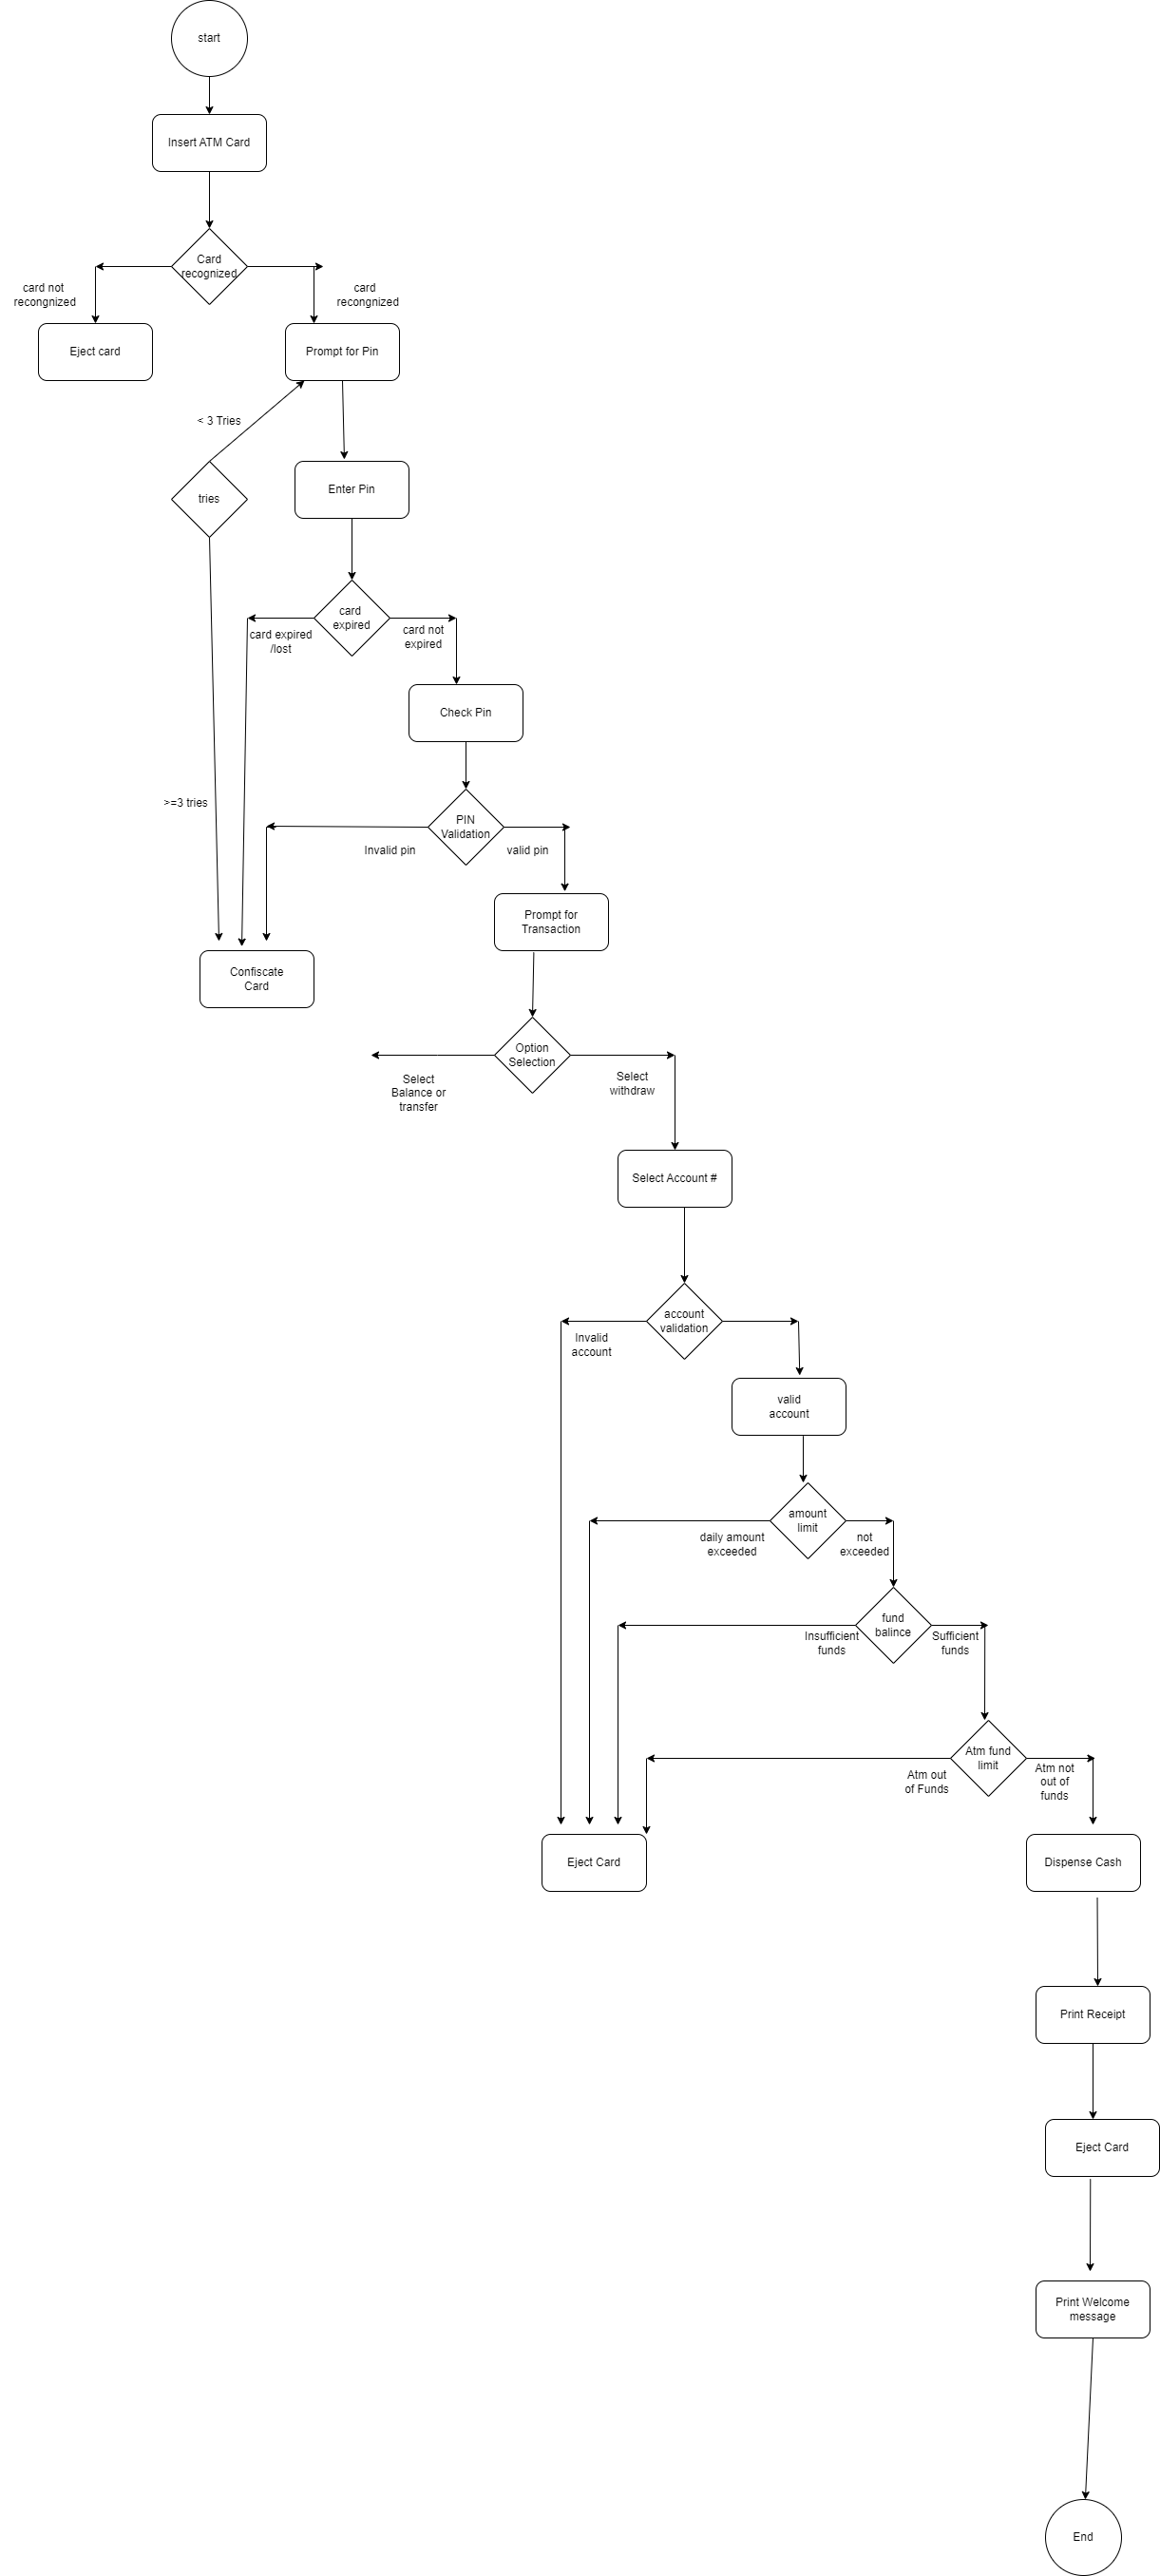 start
Insert ATM Card
Card
recognized
card not
recongnized
card
recongnized
Eject card
Prompt for Pin
< 3 Tries
tries
Enter Pin
card
expired
card expired
/lost
card not
expired
Check Pin
>=3 tries
PIN
Validation
Invalid pin
valid pin
Prompt for
Transaction
Confiscate
Card
Option
Selection
Select
Balance or
transfer
Select
withdraw
Select Account #
account
validation
Invalid
account
valid
account
amount
limit
daily amount
exceeded
not
exceeded
fund
balince
Insufficient
funds
Sufficient
funds
Atm fund
limit
Atm out
of Funds
Atm not
out of
funds
Eject Card
Dispense Cash
Print Receipt
Eject Card
Print Welcome
message
End